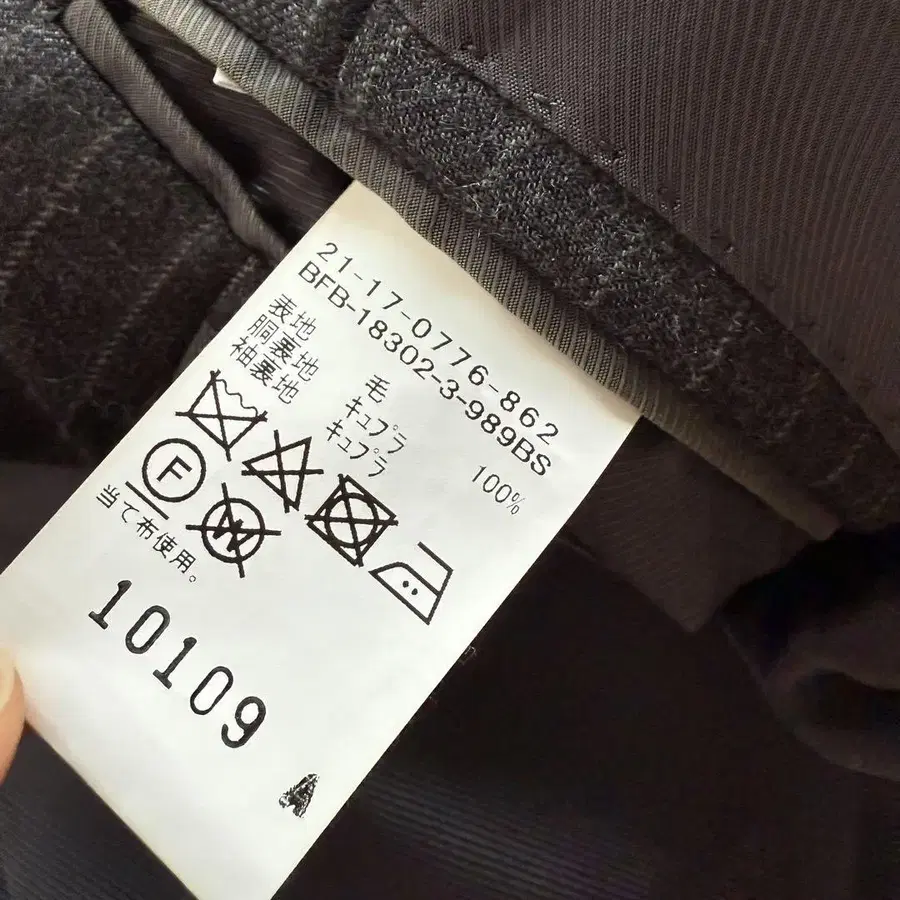 21-17-0776-862
BFB-18302-3-989BS
表地 毛 100%
胴裏地 キュプラ
袖裏地 キュプラ
F W
当て布使用。
10109
A